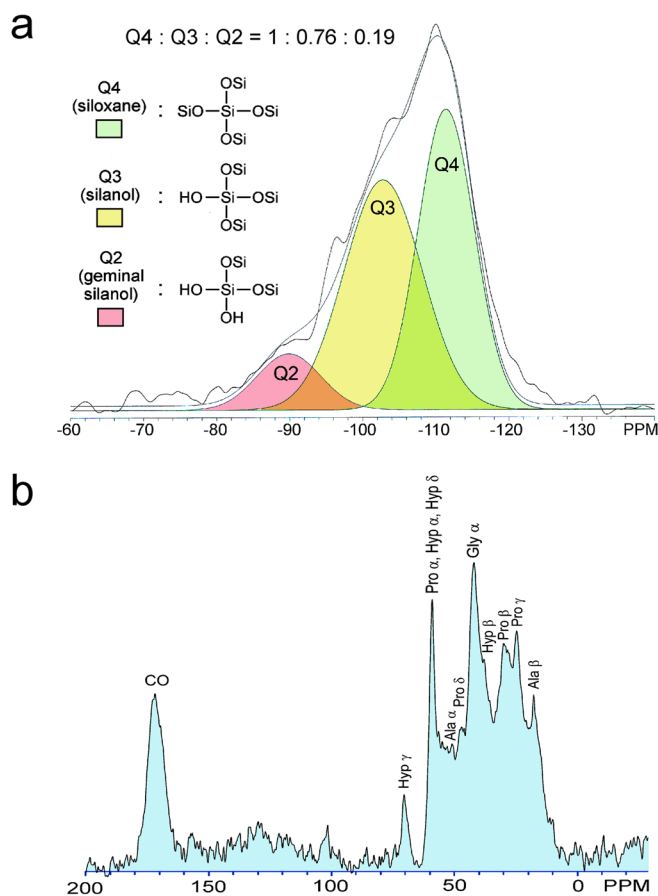 a
Q4 : Q3 : Q2 = 1 : 0.76 : 0.19
Q4
(siloxane)
:
OSi
SiO—Si—OSi
OSi
Q3
(silanol)
:
OSi
HO—Si—OSi
OSi
Q2
(geminal
silanol)
:
OSi
HO—Si—OSi
OH
Q4
Q3
Q2
-60 -70 -80 -90 -100 -110 -120 -130 PPM
b
CO
Hyp γ
Pro α, Hyp α, Hyp δ
Ala α
Pro δ
Gly α
Hyp β
Pro β
Pro γ
Ala β
200 100 50 0 PPM